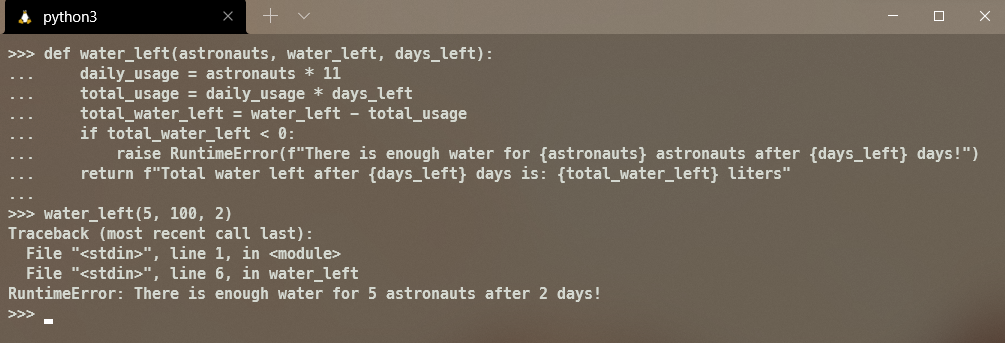 python3
>>> def water_left(astronauts, water_left, days_left):
...     daily_usage = astronauts * 11
...     total_usage = daily_usage * days_left
...     total_water_left = water_left - total_usage
...     if total_water_left < 0:
...         raise RuntimeError(f"There is enough water for {astronauts} astronauts after {days_left} days!")
...     return f"Total water left after {days_left} days is: {total_water_left} liters"
...
>>> water_left(5, 100, 2)
Traceback (most recent call last):
  File "<stdin>", line 1, in <module>
  File "<stdin>", line 6, in water_left
RuntimeError: There is enough water for 5 astronauts after 2 days!
>>>